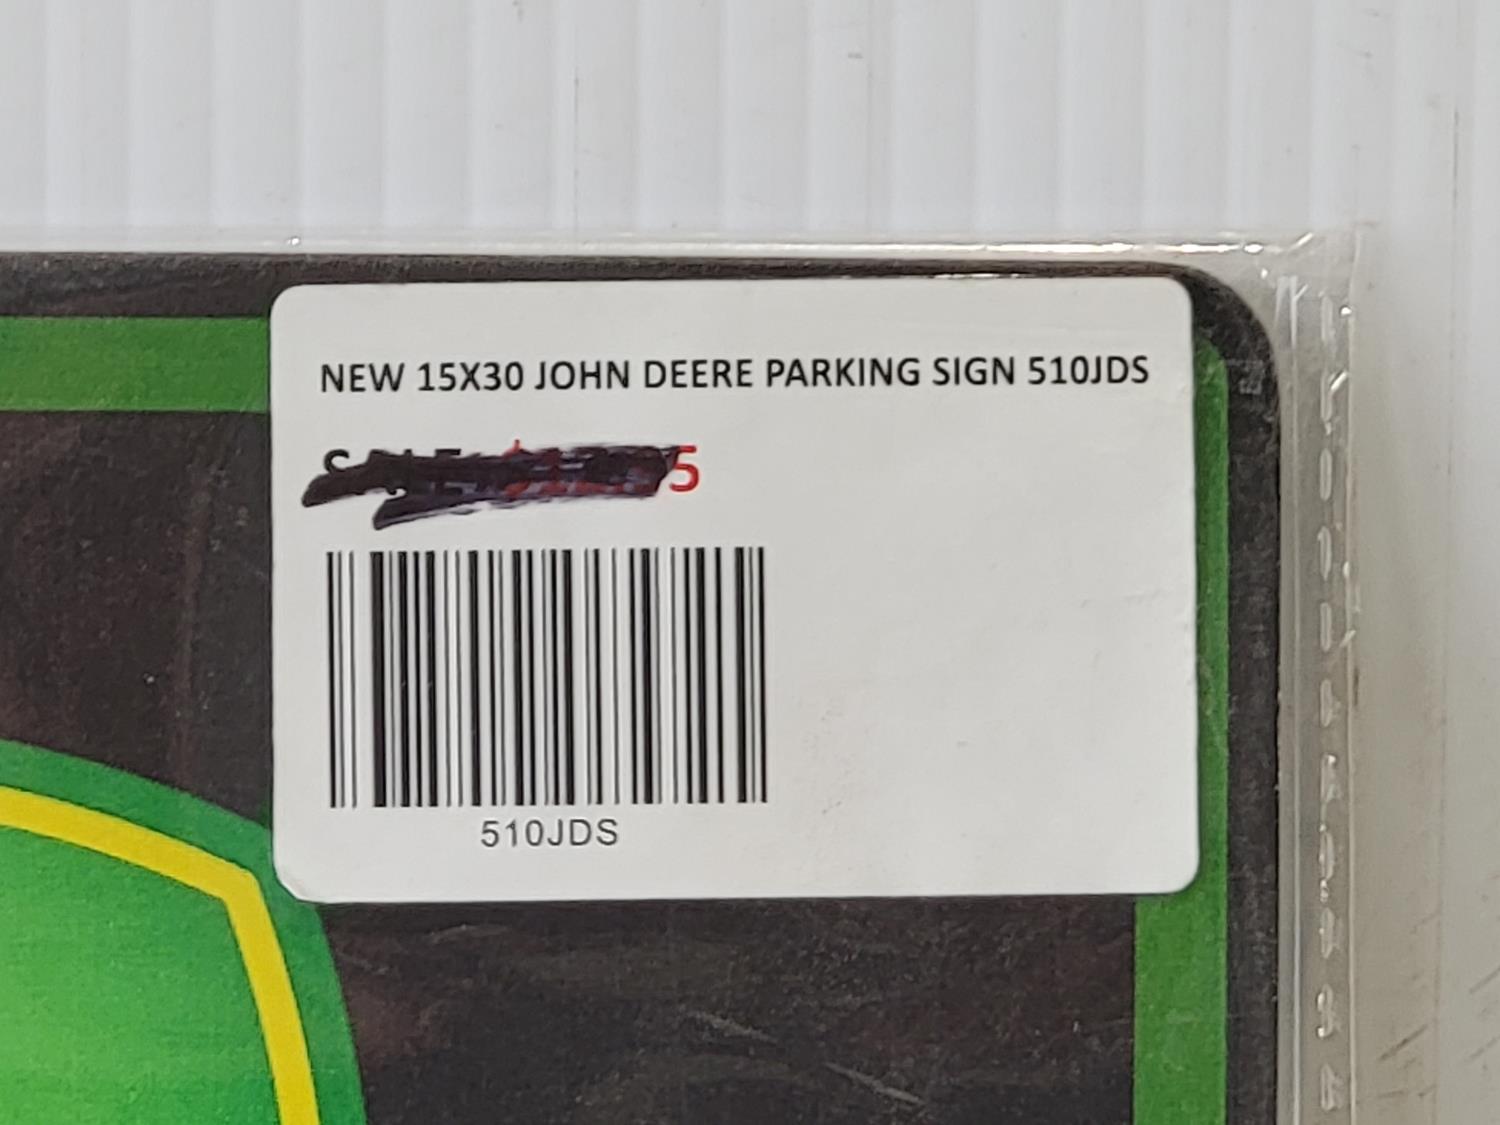 NEW 15X30 JOHN DEERE PARKING SIGN 510JDS
510JDS